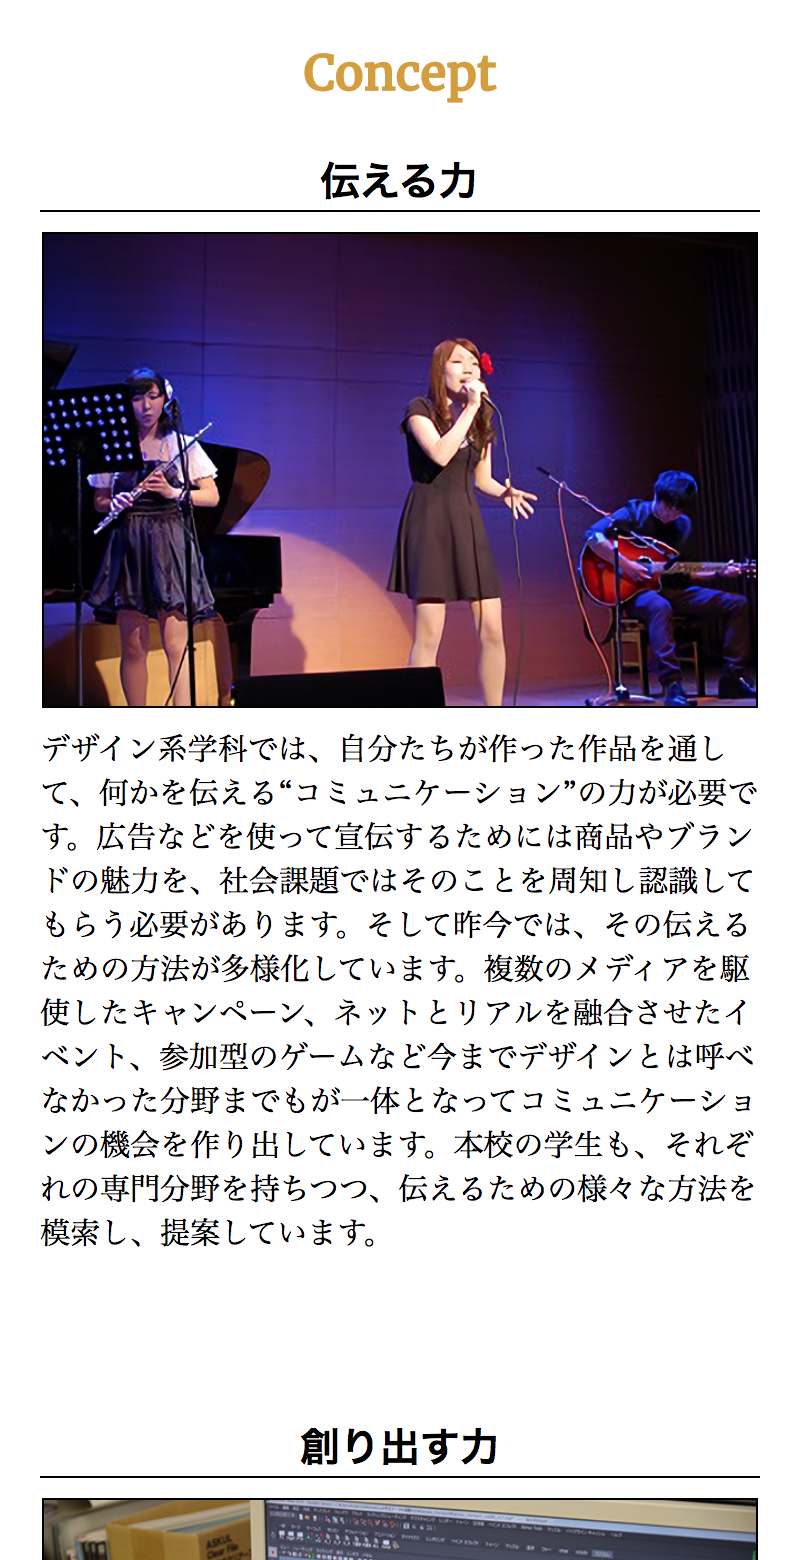 Concept
伝える力
デザイン系学科では、自分たちが作った作品を通し
て、何かを伝える“コミュニケーション”の力が必要で
す。広告などを使って宣伝するためには商品やブラン
ドの魅力を、社会課題ではそのことを周知し認識して
もらう必要があります。そして昨今では、その伝える
ための方法が多様化しています。複数のメディアを駆
使したキャンペーン、ネットとリアルを融合させたイ
ベント、参加型のゲームなど今までデザインとは呼べ
なかった分野までもが一体となってコミュニケーショ
ンの機会を作り出しています。本校の学生も、それぞ
れの専門分野を持ちつつ、伝えるための様々な方法を
模索し、提案しています。
創り出す力
ASKUL
Clear File